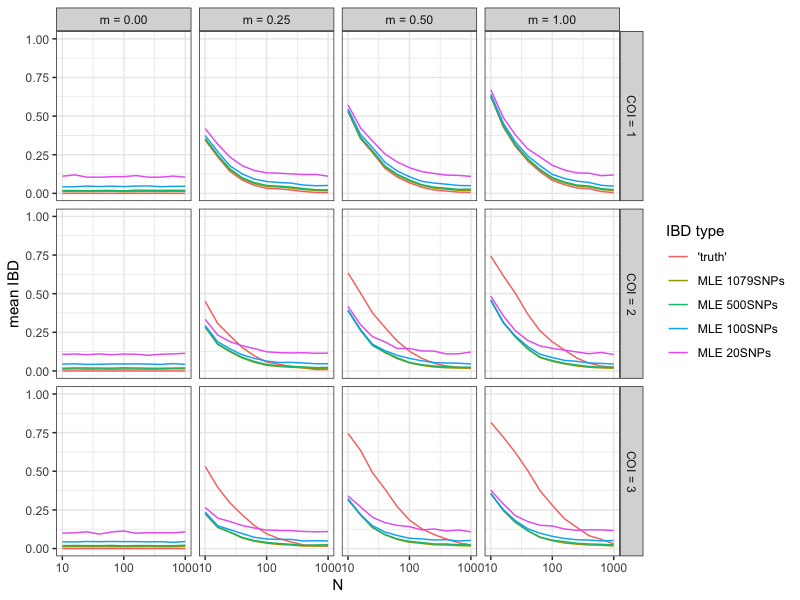 m = 0.00 m = 0.25 m = 0.50 m = 1.00
1.00
0.75
0.50
0.25
0.00
COI = 1
1.00
0.75
0.50
0.25
0.00
COI = 2
1.00
0.75
0.50
0.25
0.00
COI = 3
10 100 1000 10 100 1000 10 100 1000 10 100 1000
N
mean IBD
IBD type
'truth'
MLE 1079SNPs
MLE 500SNPs
MLE 100SNPs
MLE 20SNPs